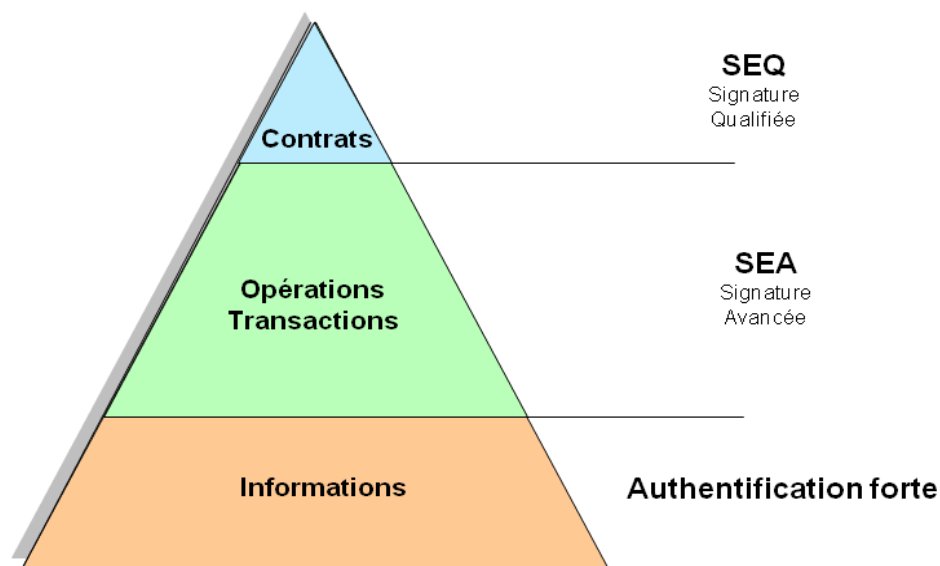 SEQ
Signature
Qualifiée
Contrats
SEA
Signature
Avancée
Opérations
Transactions
Informations
Authentification forte